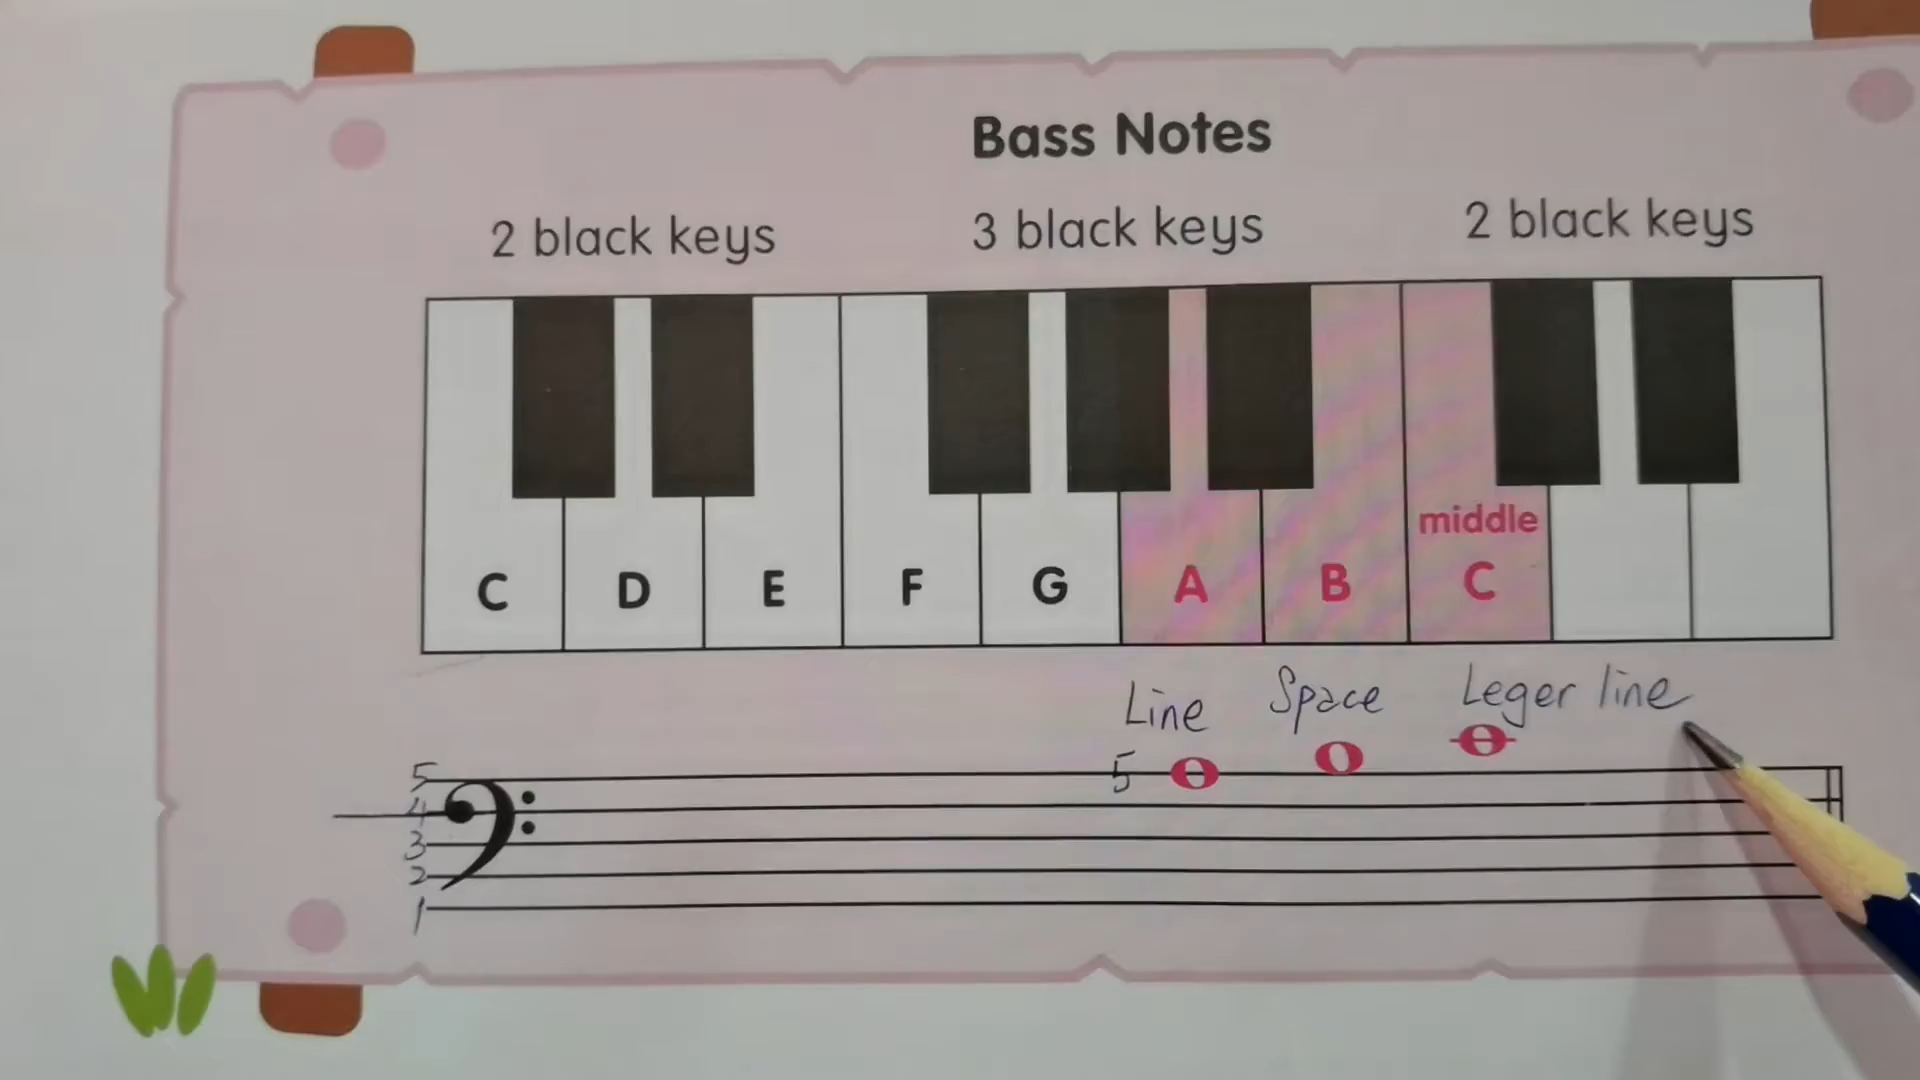 Bass Notes
2 black keys 3 black keys 2 black keys
middle
C D E F G A B C
Line Space Leger line
5 5
4
3
2
1